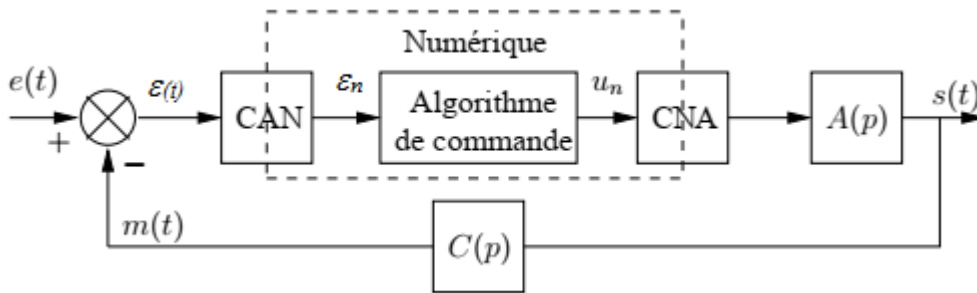 Numérique
e(t)
ε(t)
CAN
εn
Algorithme
de commande
un
CNA
A(p)
s(t)
+
−
m(t)
C(p)